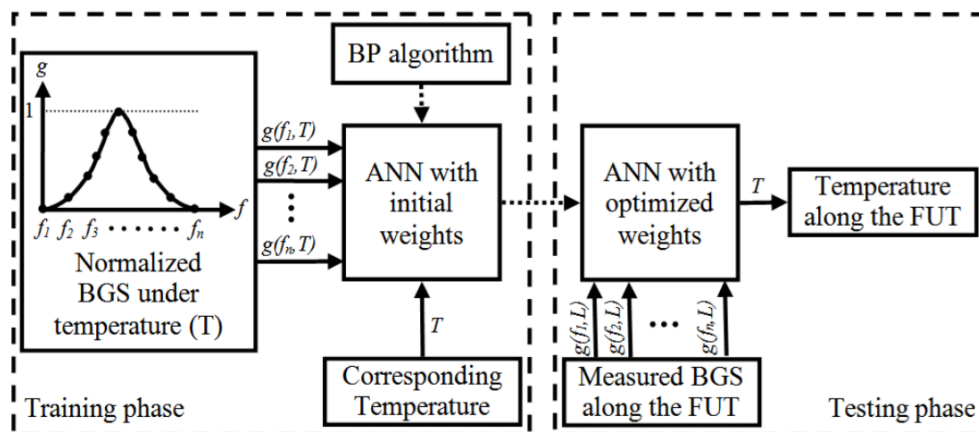 BP algorithm
g
1
f
f1 f2 f3 • • • • • • • fn
Normalized
BGS under
temperature (T)
g(f1,T)
g(f2,T)
g(fn,T)
ANN with
initial
weights
T
Corresponding
Temperature
Training phase
ANN with
optimized
weights
T
Temperature
along the FUT
g(f1,L)
g(f2,L)
g(fn,L)
Measured BGS
along the FUT
Testing phase